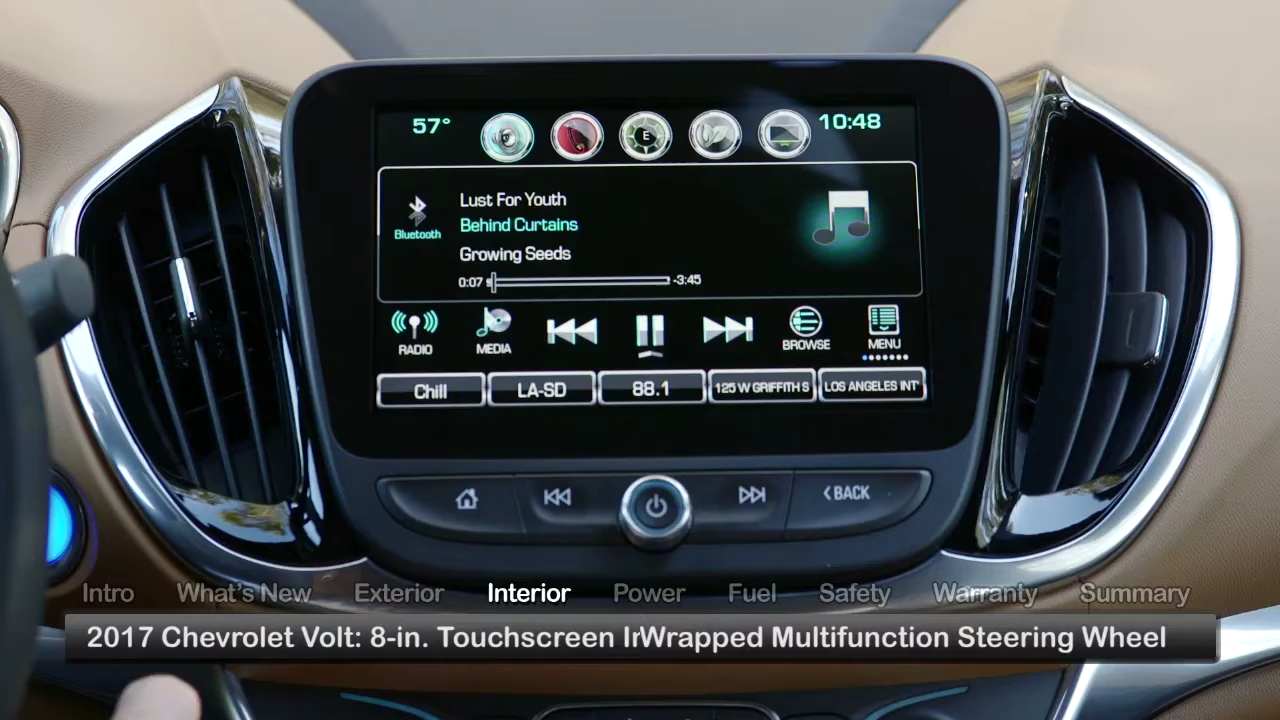 57° 10:48
E
Lust For Youth
Bluetooth Behind Curtains
Growing Seeds
0:07 -3:45
RADIO MEDIA BROWSE MENU
Chill LA-SD 88.1 125 W GRIFFITH S LOS ANGELES INT'
BACK
Intro What's New Exterior Interior Power Fuel Safety Warranty Summary
2017 Chevrolet Volt: 8-in. Touchscreen IrWrapped Multifunction Steering Wheel